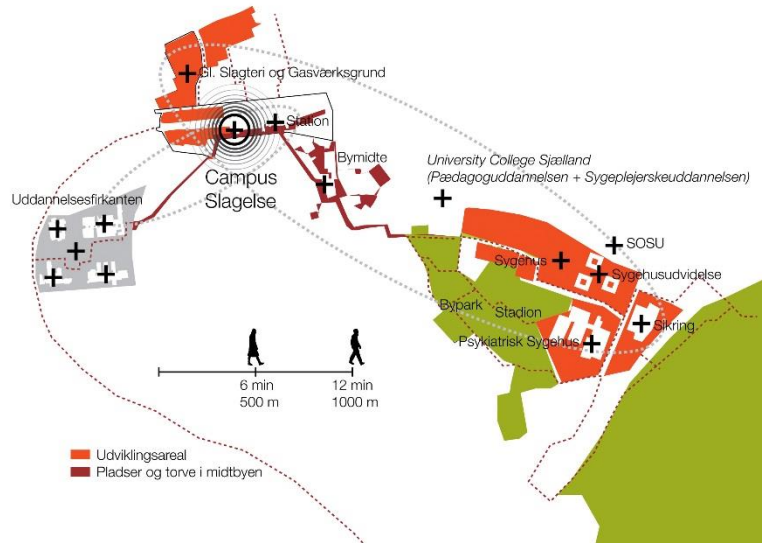 Gl. Slagteri og Gasværksgrund
Station
Bymidte
Campus
Slagelse
University College Sjælland
(Pædagoguddannelsen + Sygeplejerskeuddannelsen)
Uddannelsesfirkanten
SOSU
Sygehus
Sygehusudvidelse
Bypark
Stadion
Sikring
Psykiatrisk Sygehus
6 min
500 m
12 min
1000 m
Udviklingsareal
Pladser og torve i midtbyen